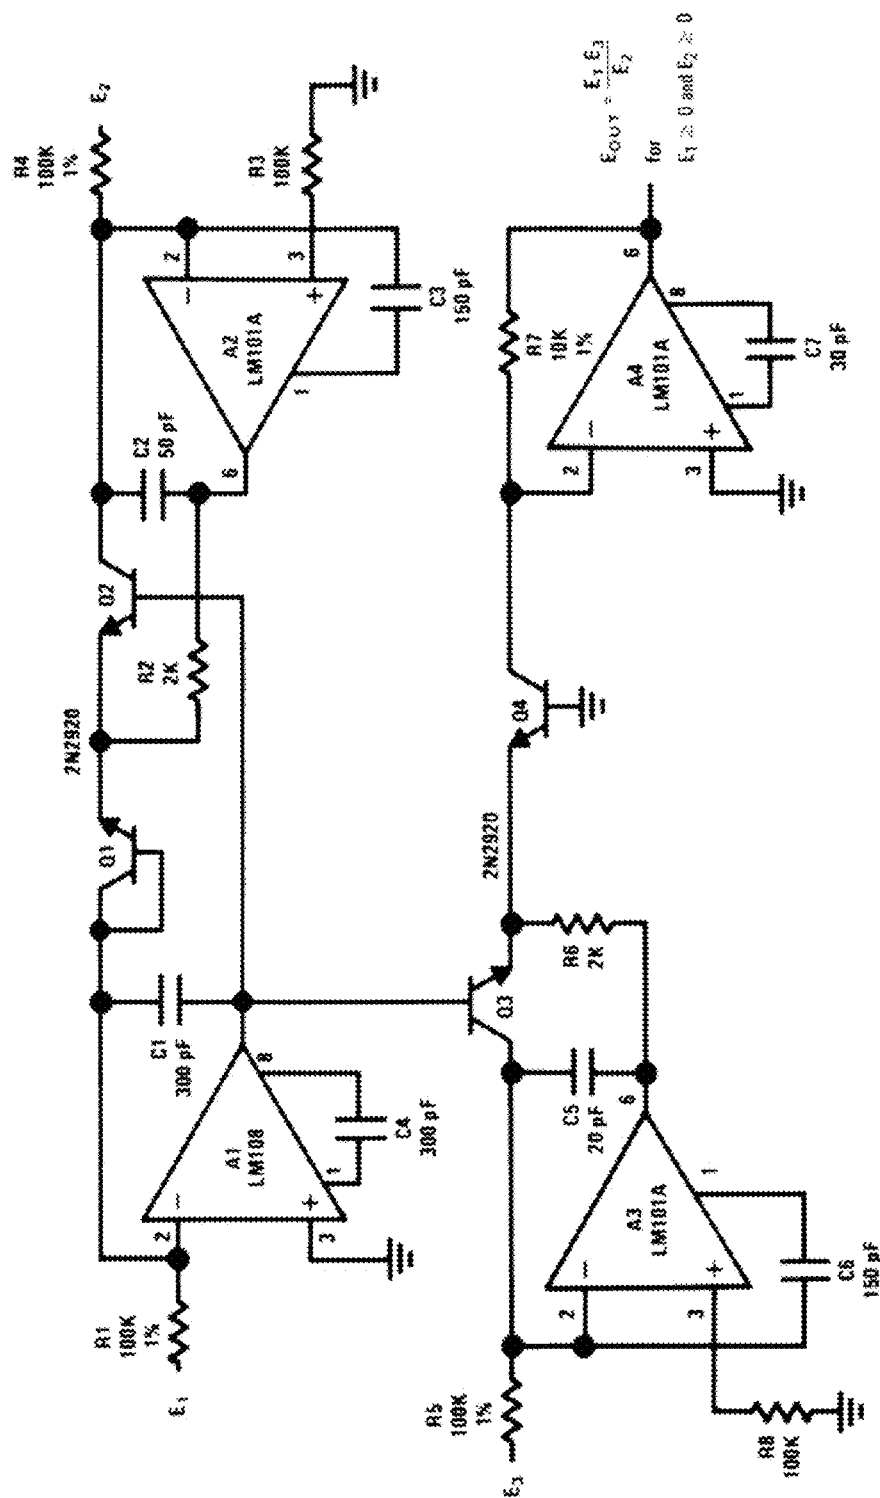 R4
100K
1%
E2
R3
100K
C2
50 pF
2
3
A2
LM101A
1
6
C3
150 pF
Q2
R2
2K
2N2920
Q1
C1
300 pF
A1
LM108
2
3
8
1
C4
300 pF
R1
100K
1%
E1
EOUT = E1 E3
E2
for
E1 ≥ 0 and E2 ≥ 0
R7
10K
1%
6
8
A4
LM101A
1
2
3
C7
30 pF
Q4
2N2920
R6
2K
Q3
C5
20 pF
6
A3
LM101A
1
2
3
C6
150 pF
R5
100K
1%
E3
R8
100K